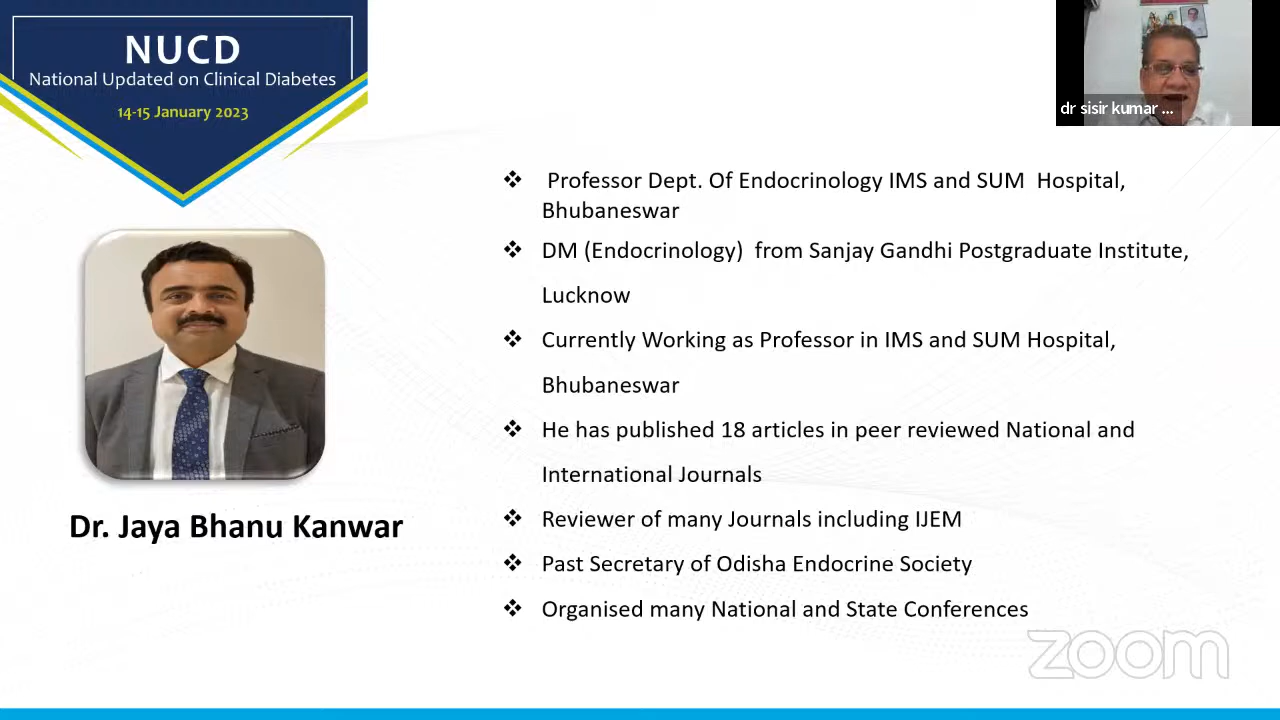 NUCD
National Updated on Clinical Diabetes
14-15 January 2023
dr sisir kumar ...
❖ Professor Dept. Of Endocrinology IMS and SUM Hospital,
Bhubaneswar
❖ DM (Endocrinology) from Sanjay Gandhi Postgraduate Institute,
Lucknow
❖ Currently Working as Professor in IMS and SUM Hospital,
Bhubaneswar
❖ He has published 18 articles in peer reviewed National and
International Journals
❖ Reviewer of many Journals including IJEM
❖ Past Secretary of Odisha Endocrine Society
❖ Organised many National and State Conferences
Dr. Jaya Bhanu Kanwar
zoom